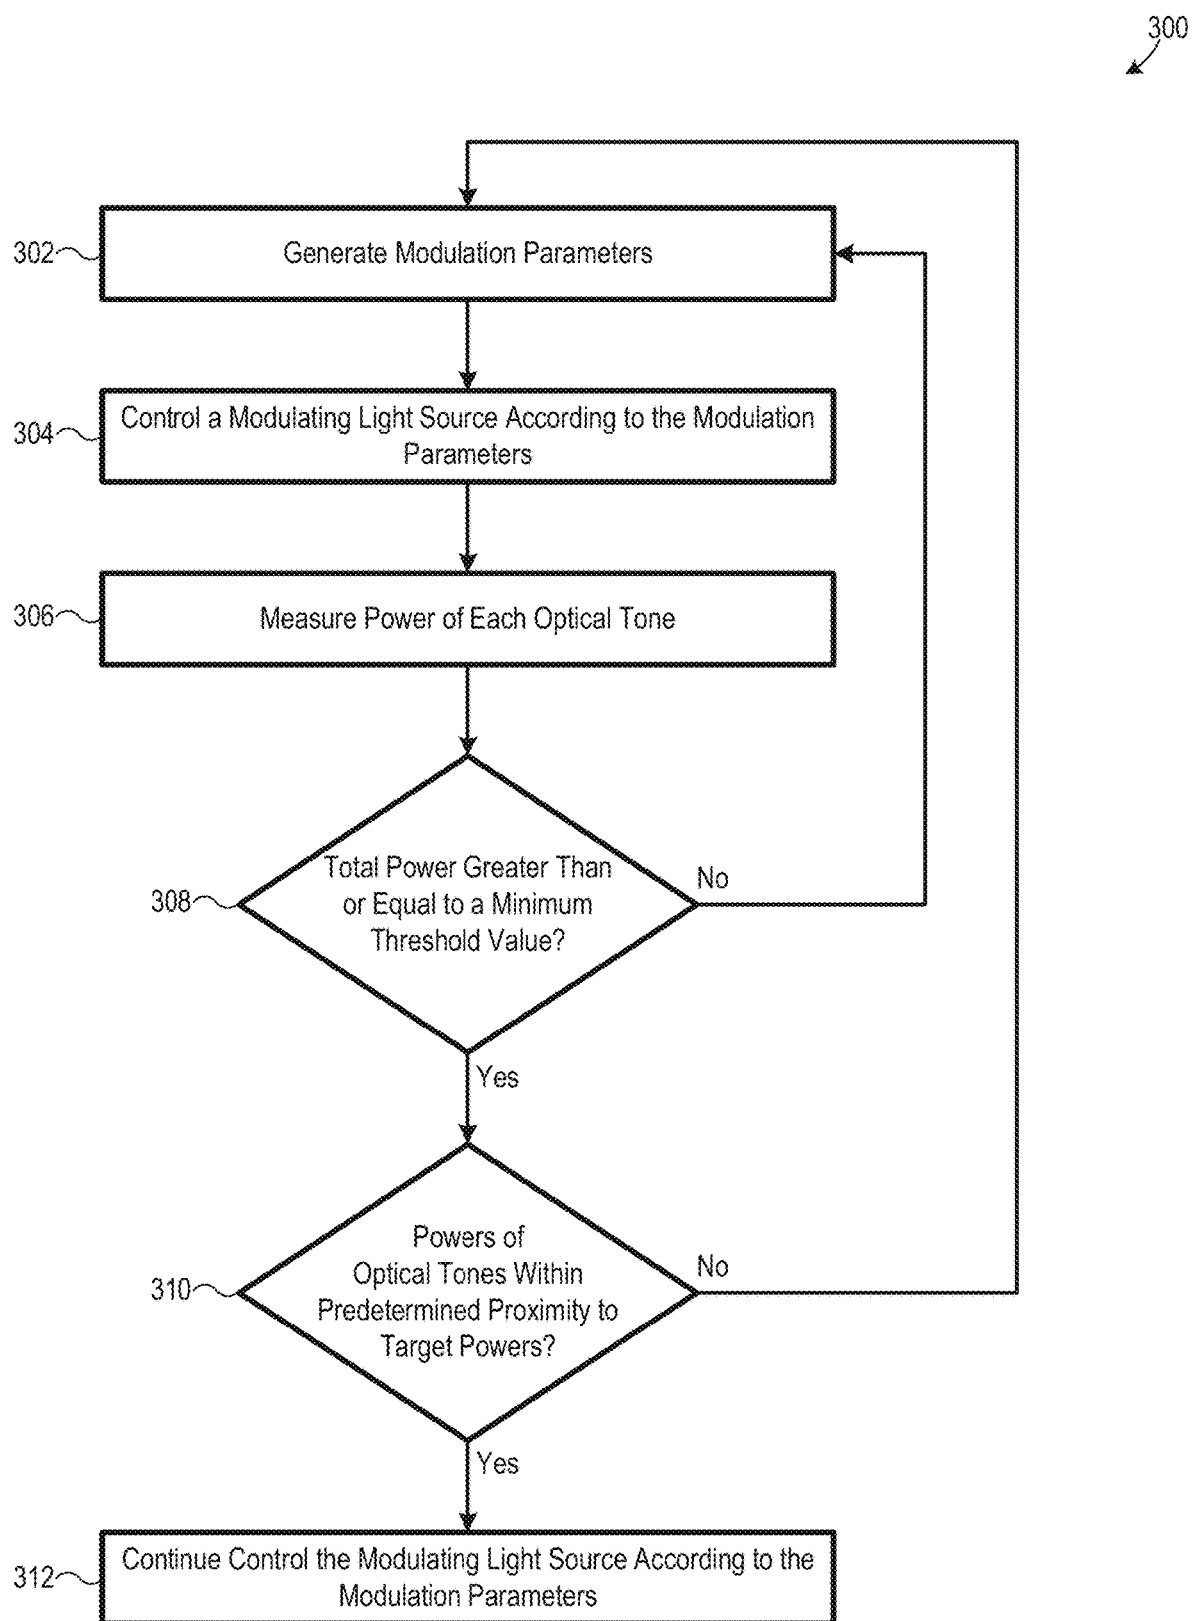 300
302
Generate Modulation Parameters
304
Control a Modulating Light Source According to the Modulation
Parameters
306
Measure Power of Each Optical Tone
308
Total Power Greater Than
or Equal to a Minimum
Threshold Value?
No
Yes
310
Powers of
Optical Tones Within
Predetermined Proximity to
Target Powers?
No
Yes
312
Continue Control the Modulating Light Source According to the
Modulation Parameters